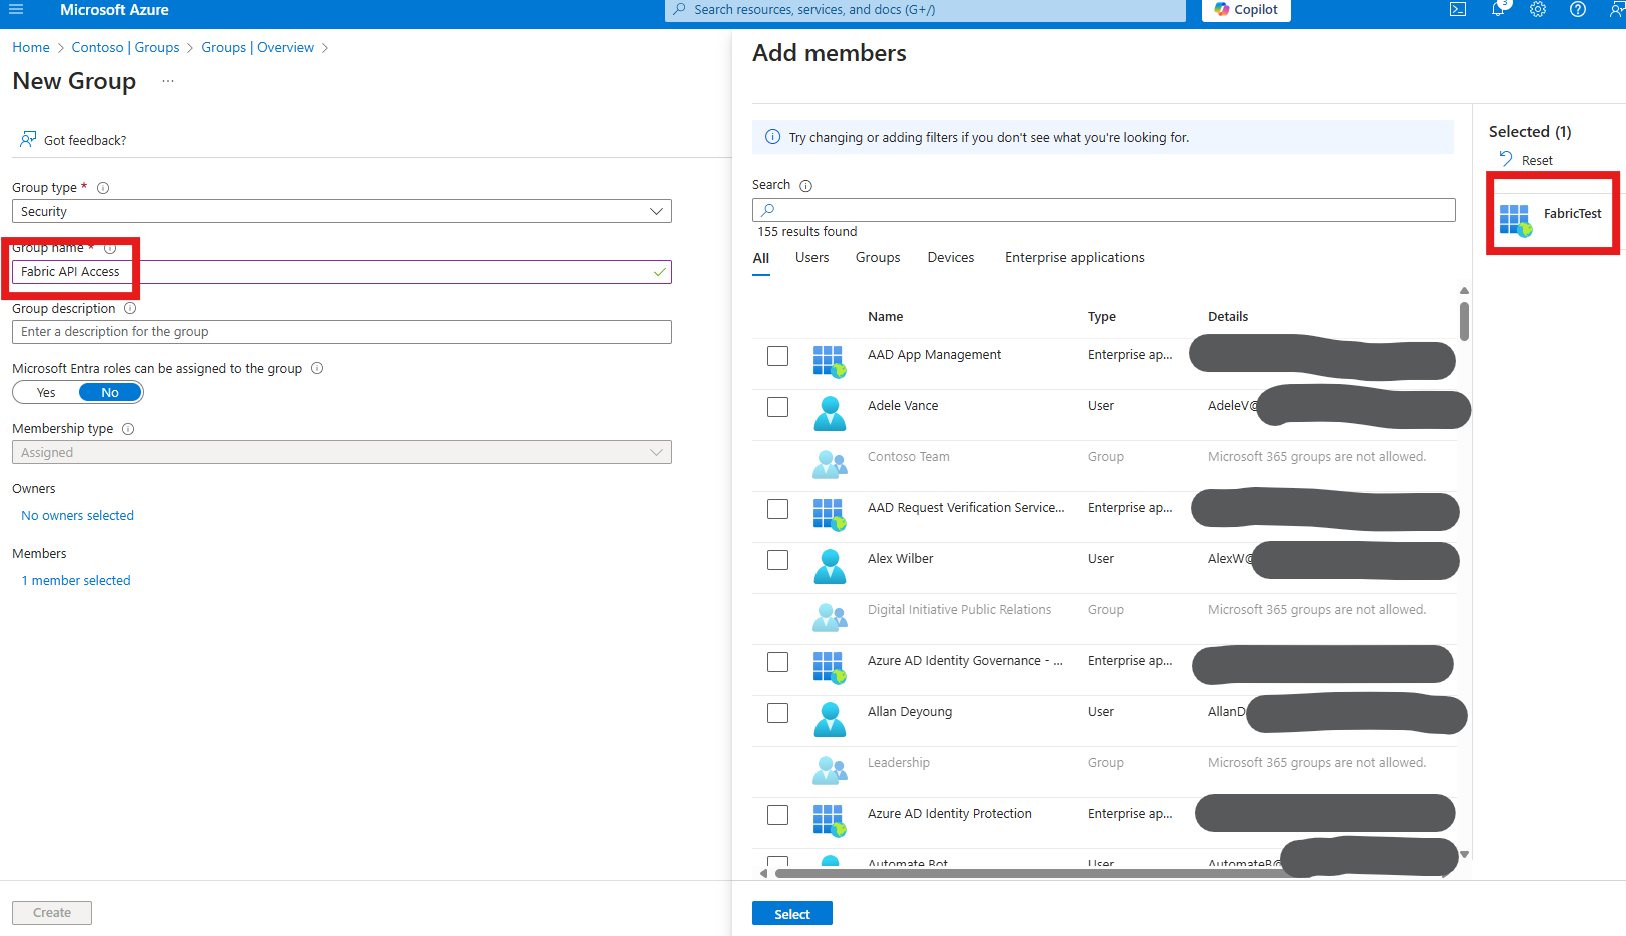 Microsoft Azure
Search resources, services, and docs (G+/)
Copilot
3
Home > Contoso | Groups > Groups | Overview >
New Group ...
Got feedback?
Group type *
Security
Group name *
Fabric API Access
Group description
Enter a description for the group
Microsoft Entra roles can be assigned to the group
Yes No
Membership type
Assigned
Owners
No owners selected
Members
1 member selected
Create
Add members
Try changing or adding filters if you don't see what you're looking for.
Search
155 results found
All Users Groups Devices Enterprise applications
Name Type Details
AAD App Management Enterprise ap...
Adele Vance User AdeleV@
Contoso Team Group Microsoft 365 groups are not allowed.
AAD Request Verification Service... Enterprise ap...
Alex Wilber User AlexW@
Digital Initiative Public Relations Group Microsoft 365 groups are not allowed.
Azure AD Identity Governance - ... Enterprise ap...
Allan Deyoung User AllanD
Leadership Group Microsoft 365 groups are not allowed.
Azure AD Identity Protection Enterprise ap...
Automate Bot User AutomateB@
Select
Selected (1)
Reset
FabricTest